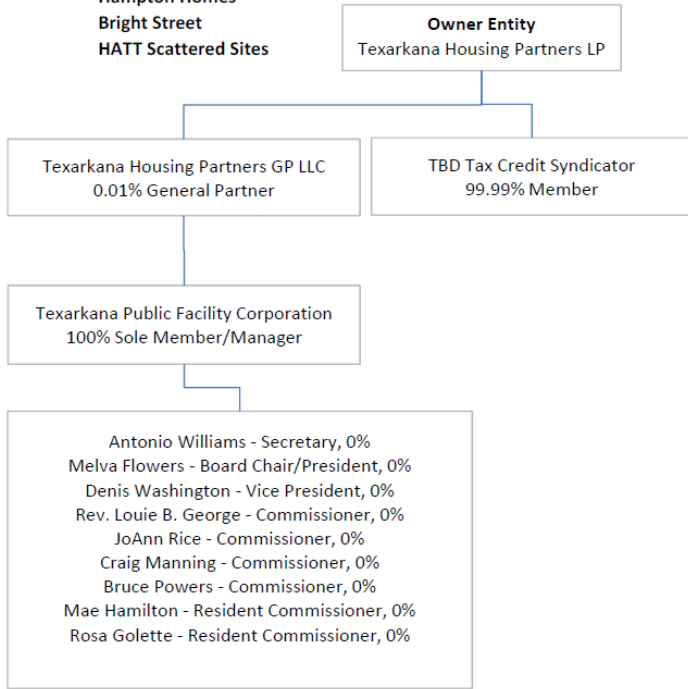 Hampton Homes
Bright Street
HATT Scattered Sites
Owner Entity
Texarkana Housing Partners LP
Texarkana Housing Partners GP LLC
0.01% General Partner
TBD Tax Credit Syndicator
99.99% Member
Texarkana Public Facility Corporation
100% Sole Member/Manager
Antonio Williams - Secretary, 0%
Melva Flowers - Board Chair/President, 0%
Denis Washington - Vice President, 0%
Rev. Louie B. George - Commissioner, 0%
JoAnn Rice - Commissioner, 0%
Craig Manning - Commissioner, 0%
Bruce Powers - Commissioner, 0%
Mae Hamilton - Resident Commissioner, 0%
Rosa Golette - Resident Commissioner, 0%